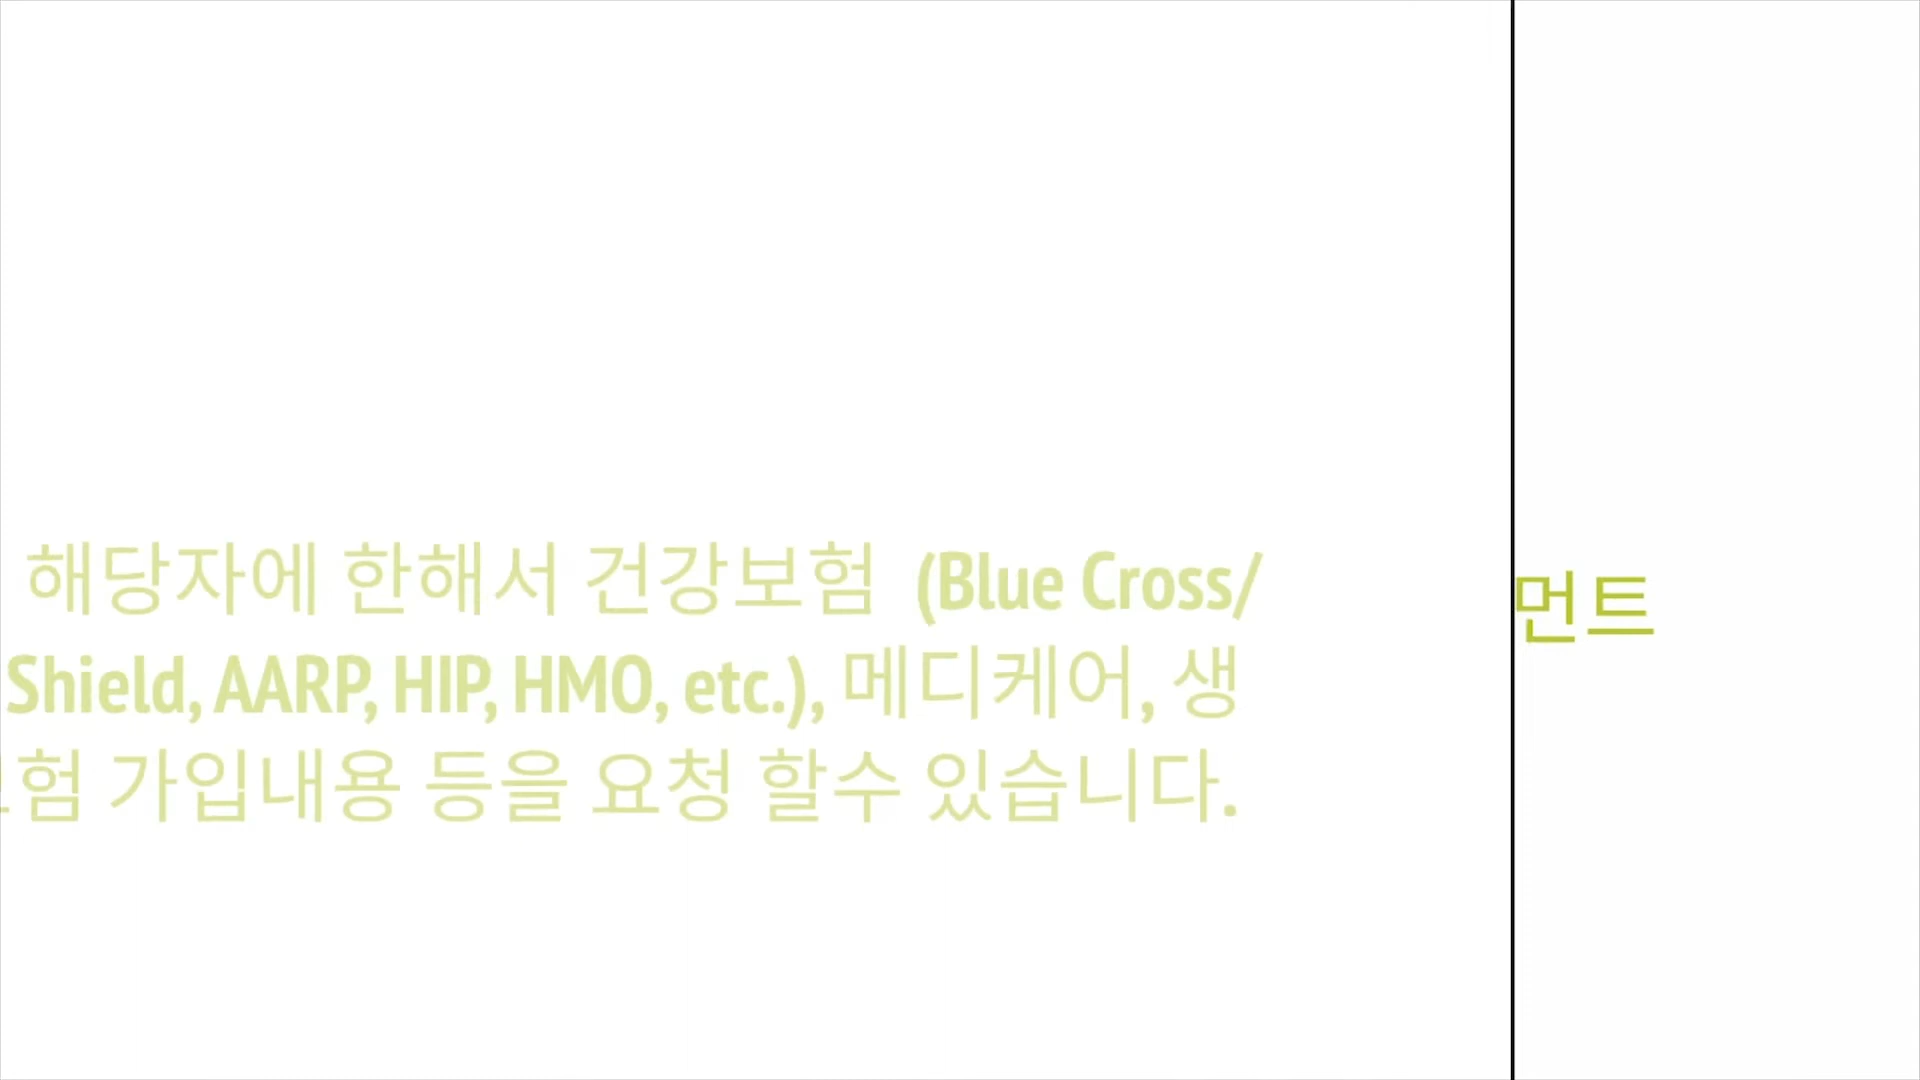 해당자에 한해서 건강보험 (Blue Cross/
Shield, AARP, HIP, HMO, etc.), 메디케어, 생
험 가입내용 등을 요청 할수 있습니다.
먼트